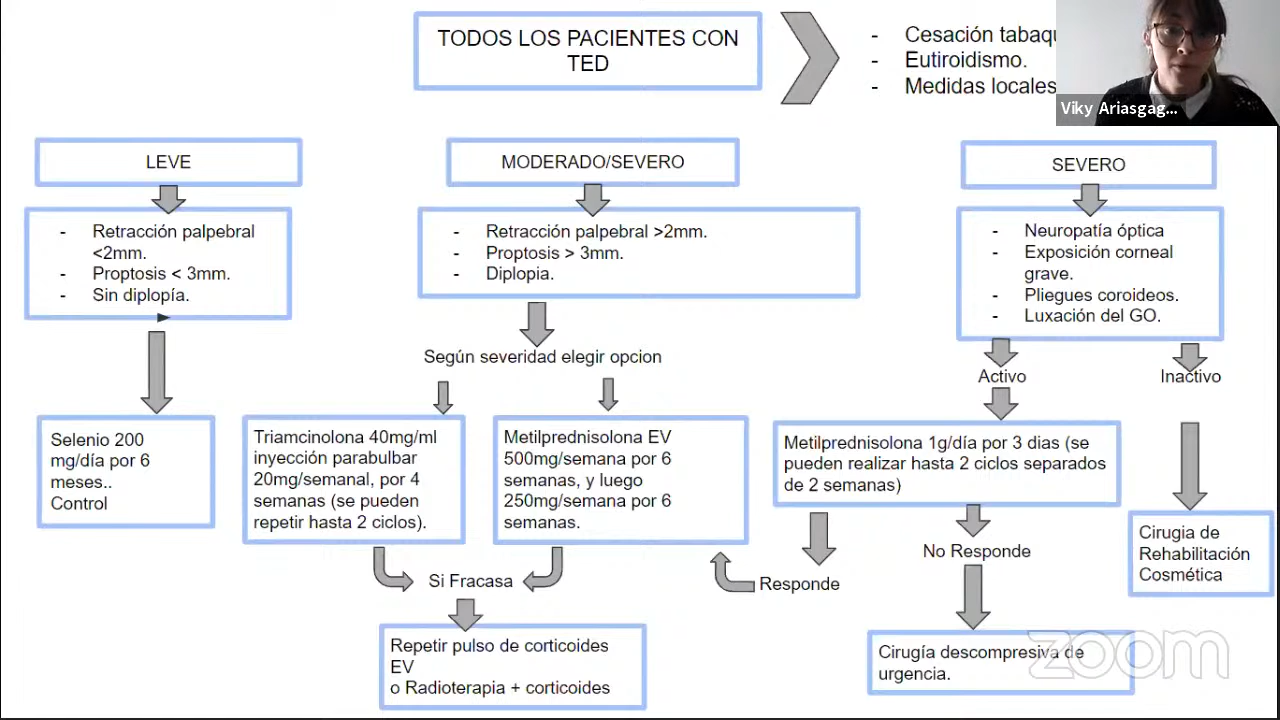 TODOS LOS PACIENTES CON
TED
- Cesación
- Eutiroidismo.
- Medidas locales
Viky Ariasgag...
LEVE
MODERADO/SEVERO
SEVERO
- Retracción palpebral
<2mm.
- Proptosis < 3mm.
- Sin diplopía.
- Retracción palpebral >2mm.
- Proptosis > 3mm.
- Diplopia.
- Neuropatía óptica
- Exposición corneal
grave.
- Pliegues coroideos.
- Luxación del GO.
Según severidad elegir opcion
Activo
Inactivo
Selenio 200
mg/día por 6
meses..
Control
Triamcinolona 40mg/ml
inyección parabulbar
20mg/semanal, por 4
semanas (se pueden
repetir hasta 2 ciclos).
Metilprednisolona EV
500mg/semana por 6
semanas, y luego
250mg/semana por 6
semanas.
Metilprednisolona 1g/día por 3 dias (se
pueden realizar hasta 2 ciclos separados
de 2 semanas)
Cirugia de
Rehabilitación
Cosmética
Si Fracasa
Responde
No Responde
Repetir pulso de corticoides
EV
o Radioterapia + corticoides
Cirugía descompresiva de
urgencia.
zoom